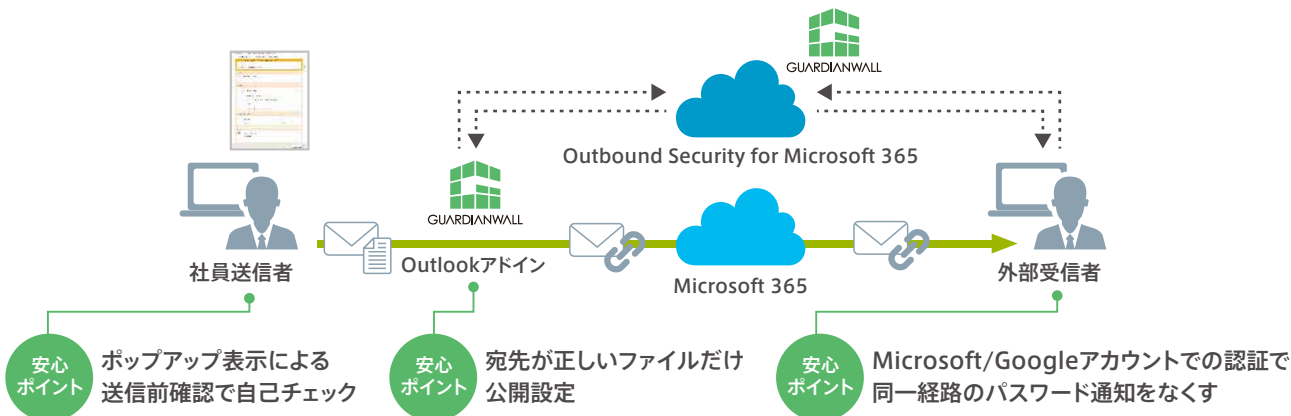 GUARDIANWALL
Outbound Security for Microsoft 365
GUARDIANWALL
社員送信者
Outlookアドイン
Microsoft 365
外部受信者
安心
ポイント
ポップアップ表示による
送信前確認で自己チェック
安心
ポイント
宛先が正しいファイルだけ
公開設定
安心
ポイント
Microsoft/Googleアカウントでの認証で
同一経路のパスワード通知をなくす